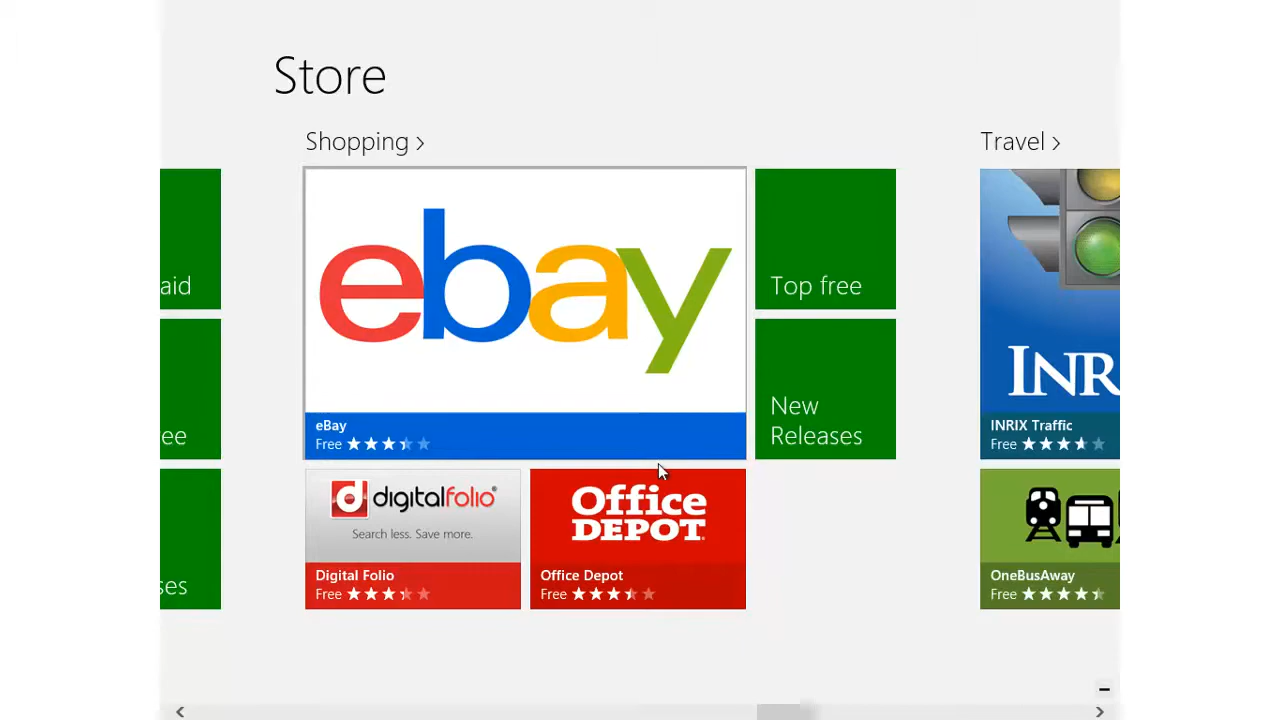 Store
Shopping
Travel
ebay
eBay
Free
Top free
New
Releases
digitalfolio®
Search less. Save more.
Digital Folio
Free
Office
DEPOT
Office Depot
Free
aid
ee
ses
INR
INRIX Traffic
Free
OneBusAway
Free